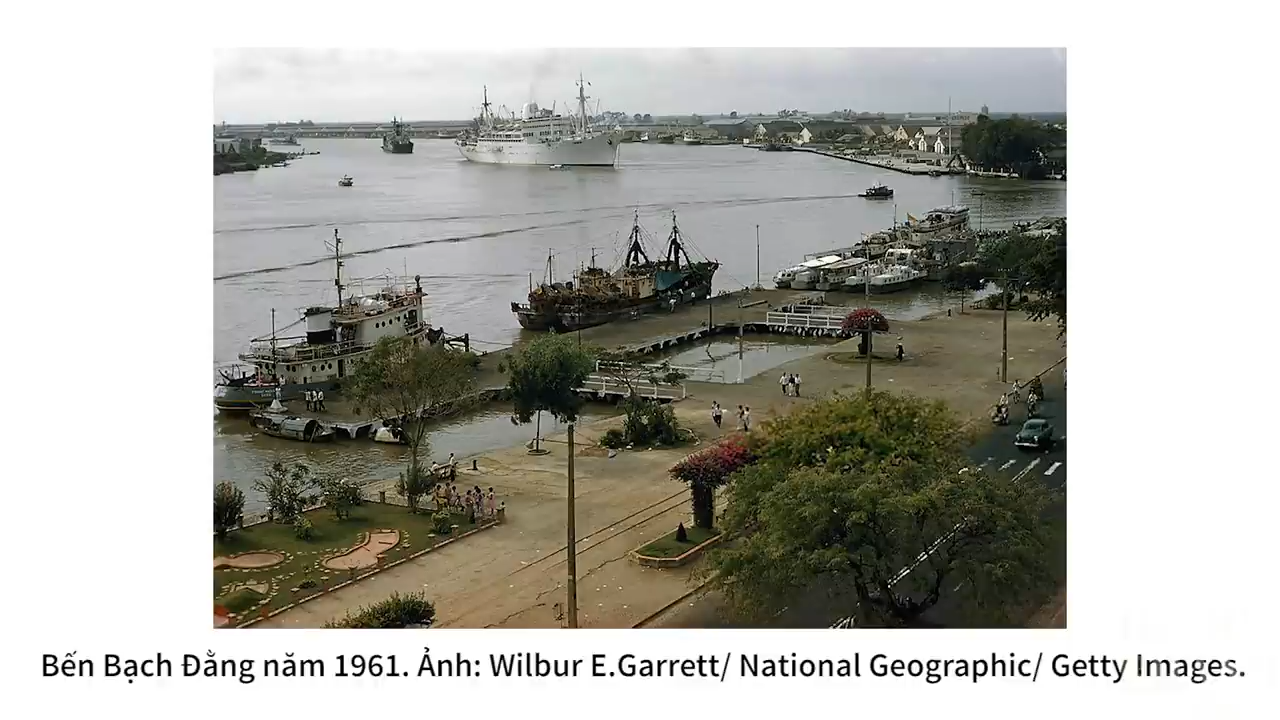 Bến Bạch Đằng năm 1961. Ảnh: Wilbur E.Garrett/ National Geographic/ Getty Images.